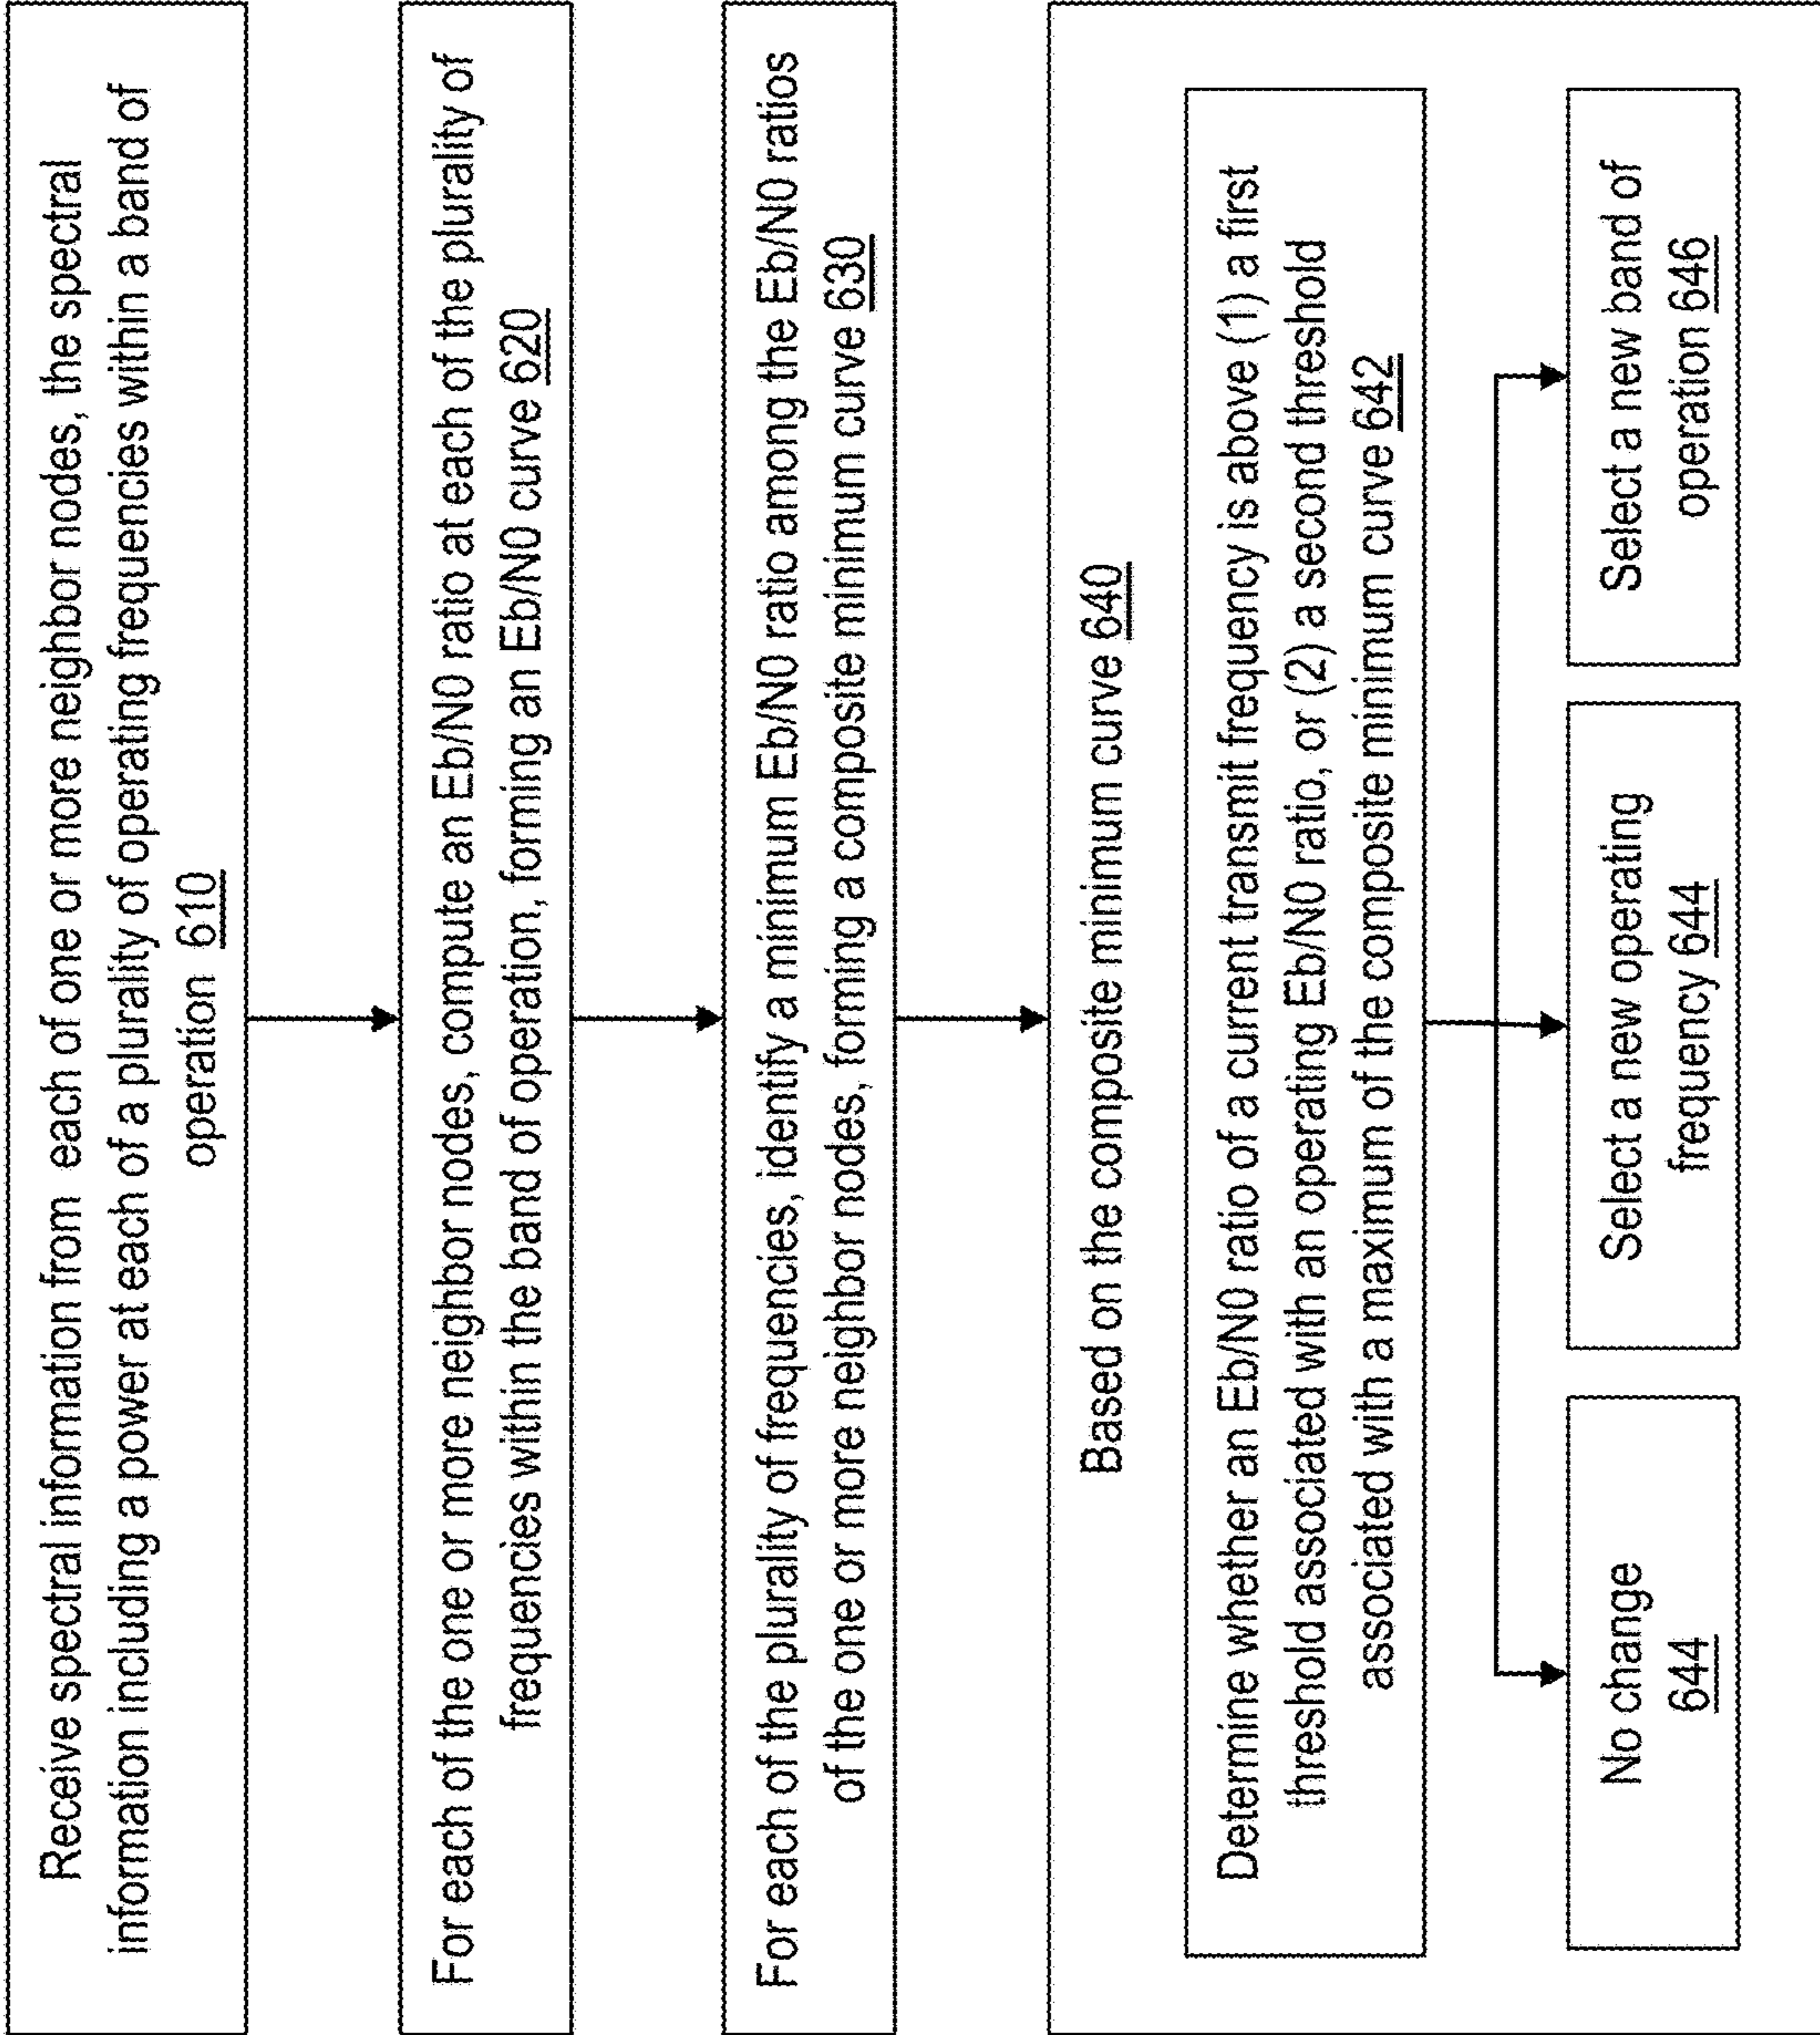 Receive spectral information from each of one or more neighbor nodes, the spectral
information including a power at each of a plurality of operating frequencies within a band of
operation 610
For each of the one or more neighbor nodes, compute an Eb/N0 ratio at each of the plurality of
frequencies within the band of operation, forming an Eb/N0 curve 620
For each of the plurality of frequencies, identify a minimum Eb/N0 ratio among the Eb/N0 ratios
of the one or more neighbor nodes, forming a composite minimum curve 630
Based on the composite minimum curve 640
Determine whether an Eb/N0 ratio of a current transmit frequency is above (1) a first
threshold associated with an operating Eb/N0 ratio, or (2) a second threshold
associated with a maximum of the composite minimum curve 642
No change
644
Select a new operating
frequency 644
Select a new band of
operation 646